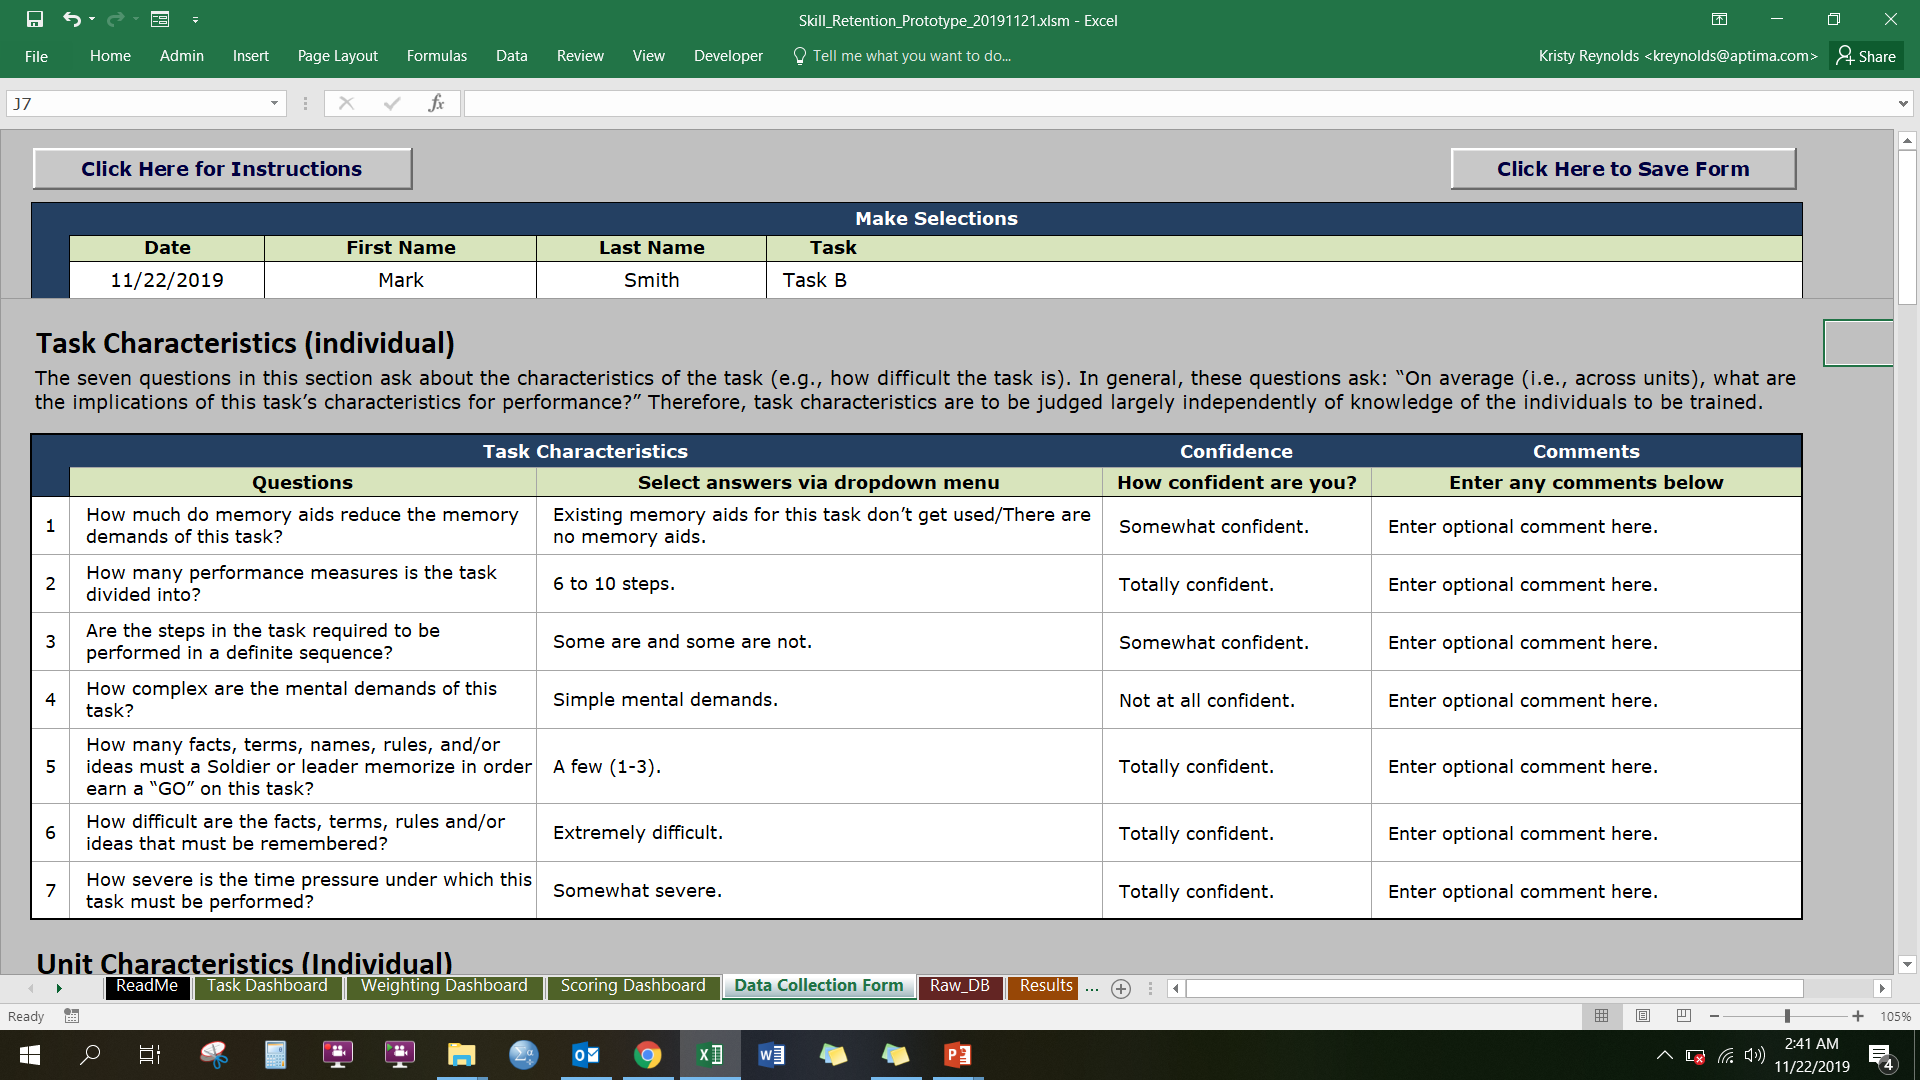 Skill_Retention_Prototype_20191121.xlsm - Excel
File Home Admin Insert Page Layout Formulas Data Review View Developer Tell me what you want to do... Kristy Reynolds <kreynolds@aptima.com> Share
J7 fx
Click Here for Instructions Click Here to Save Form
Make Selections
Date First Name Last Name Task
11/22/2019 Mark Smith Task B
Task Characteristics (individual)
The seven questions in this section ask about the characteristics of the task (e.g., how difficult the task is). In general, these questions ask: “On average (i.e., across units), what are
the implications of this task’s characteristics for performance?” Therefore, task characteristics are to be judged largely independently of knowledge of the individuals to be trained.
Task Characteristics Confidence Comments
Questions Select answers via dropdown menu How confident are you? Enter any comments below
1 How much do memory aids reduce the memory
demands of this task?
Existing memory aids for this task don’t get used/There are
no memory aids.
Somewhat confident. Enter optional comment here.
2 How many performance measures is the task
divided into?
6 to 10 steps. Totally confident. Enter optional comment here.
3 Are the steps in the task required to be
performed in a definite sequence?
Some are and some are not. Somewhat confident. Enter optional comment here.
4 How complex are the mental demands of this
task?
Simple mental demands. Not at all confident. Enter optional comment here.
5 How many facts, terms, names, rules, and/or
ideas must a Soldier or leader memorize in order
earn a “GO” on this task?
A few (1-3). Totally confident. Enter optional comment here.
6 How difficult are the facts, terms, rules and/or
ideas that must be remembered?
Extremely difficult. Totally confident. Enter optional comment here.
7 How severe is the time pressure under which this
task must be performed?
Somewhat severe. Totally confident. Enter optional comment here.
Unit Characteristics (Individual)
ReadMe Task Dashboard Weighting Dashboard Scoring Dashboard Data Collection Form Raw_DB Results ...
Ready 105%
2:41 AM
11/22/2019
4